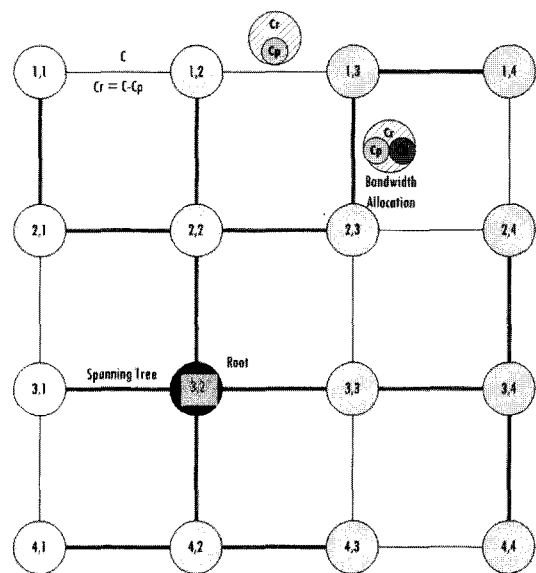 Cr
Cp
1,1
C
1,2
1,3
1,4
Cr = C-Cp
Cr
Cp
Bandwidth
Allocation
2,1
2,2
2,3
2,4
Spanning Tree
Root
3,1
3,2
3,3
3,4
4,1
4,2
4,3
4,4